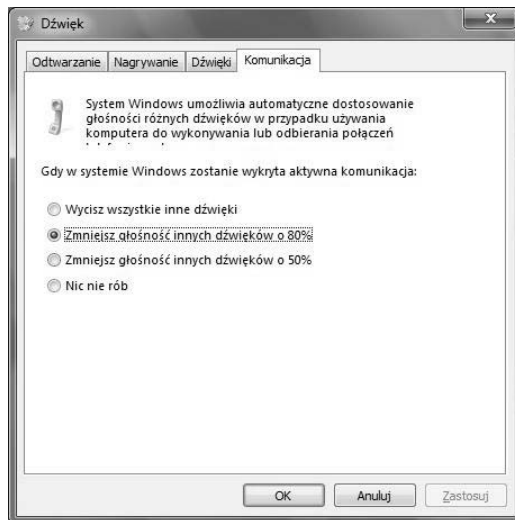 Dźwięk
Odtwarzanie Nagrywanie Dźwięki Komunikacja
System Windows umożliwia automatyczne dostosowanie
głośności różnych dźwięków w przypadku używania
komputera do wykonywania lub odbierania połączeń
Gdy w systemie Windows zostanie wykryta aktywna komunikacja:
Wycisz wszystkie inne dźwięki
Zmniejsz głośność innych dźwięków o 80%
Zmniejsz głośność innych dźwięków o 50%
Nic nie rób
OK Anuluj Zastosuj